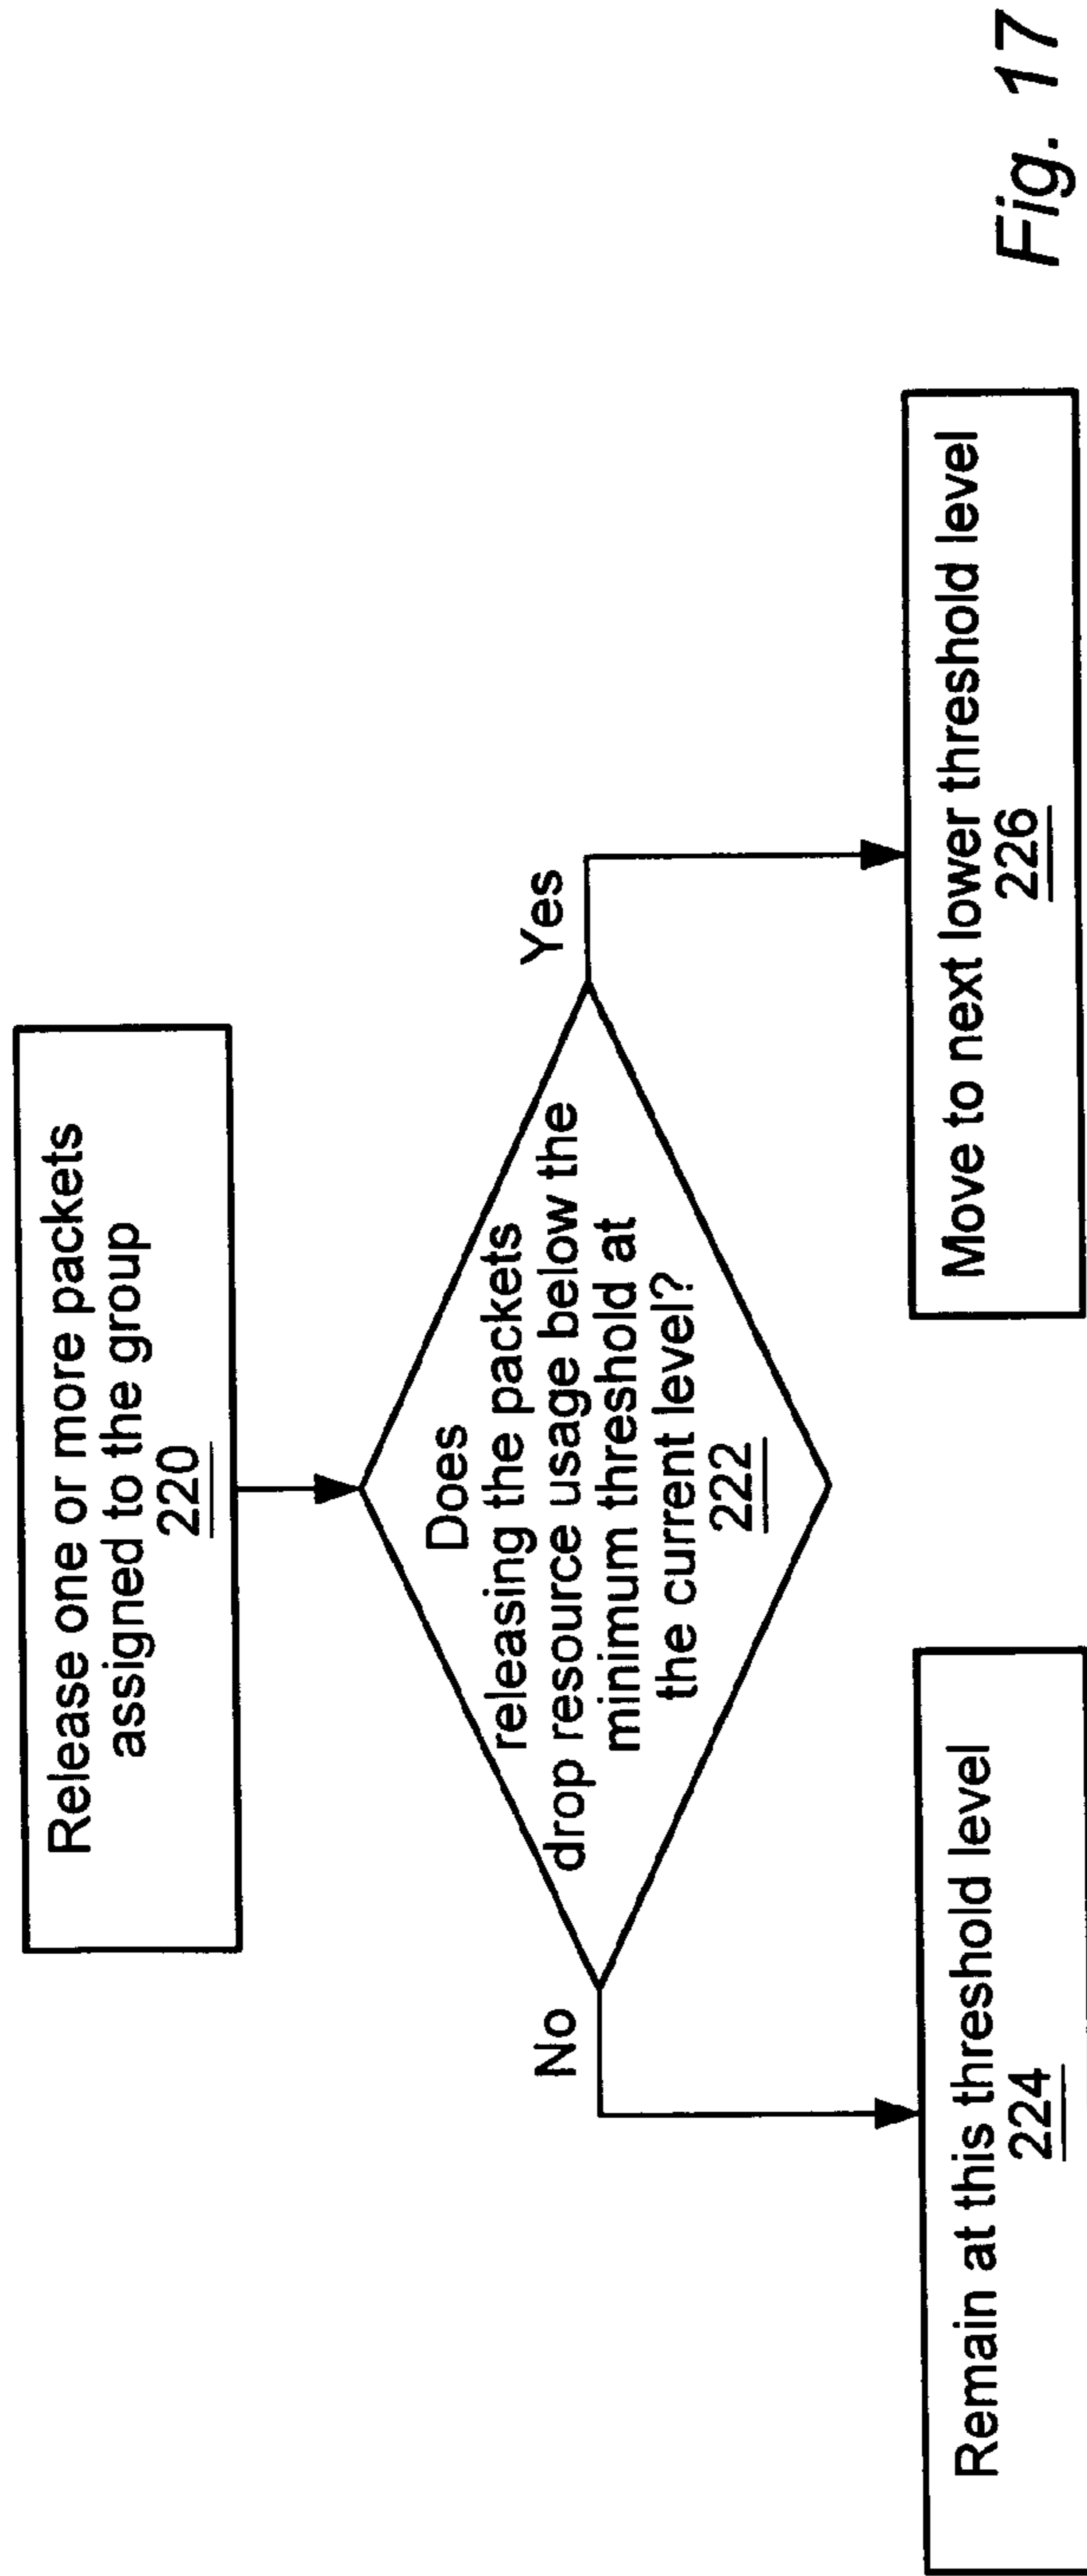 Release one or more packets
assigned to the group
220
Does
releasing the packets
drop resource usage below the
minimum threshold at
the current level?
222
No
Yes
Remain at this threshold level
224
Move to next lower threshold level
226
Fig. 17